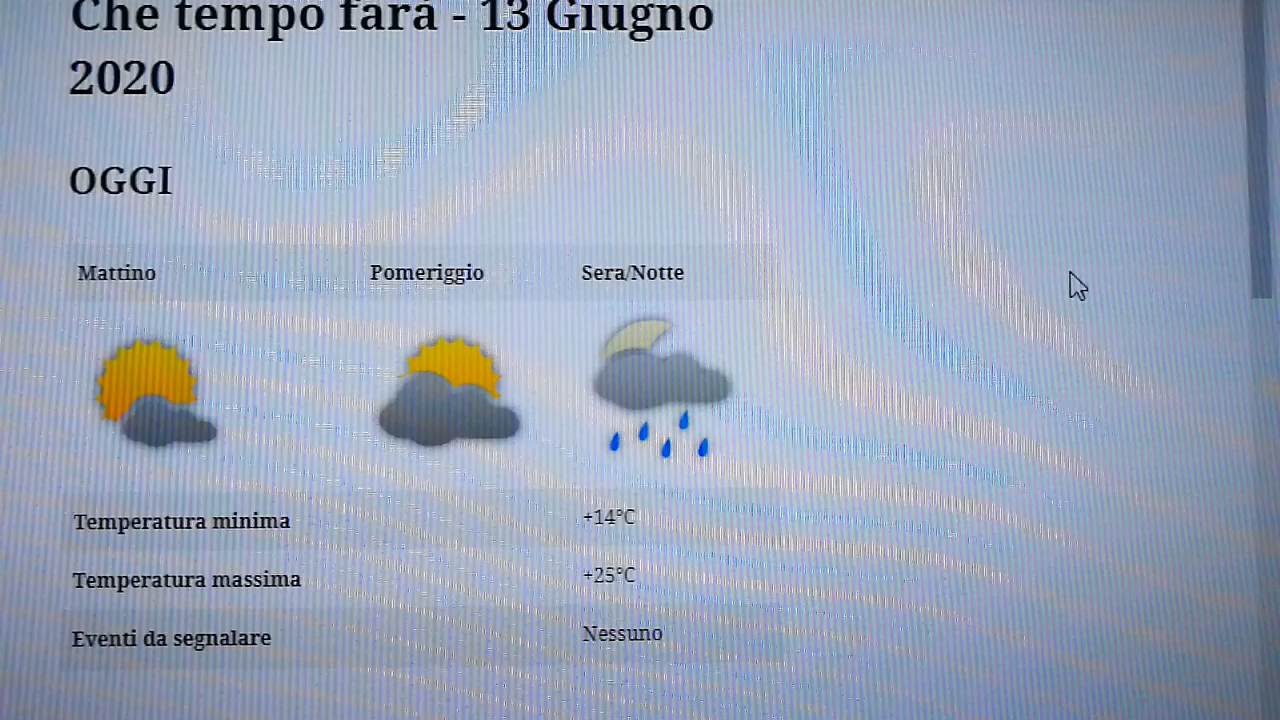 Che tempo farà - 13 Giugno
2020
OGGI
Mattino Pomeriggio Sera/Notte
Temperatura minima +14°C
Temperatura massima +25°C
Eventi da segnalare Nessuno